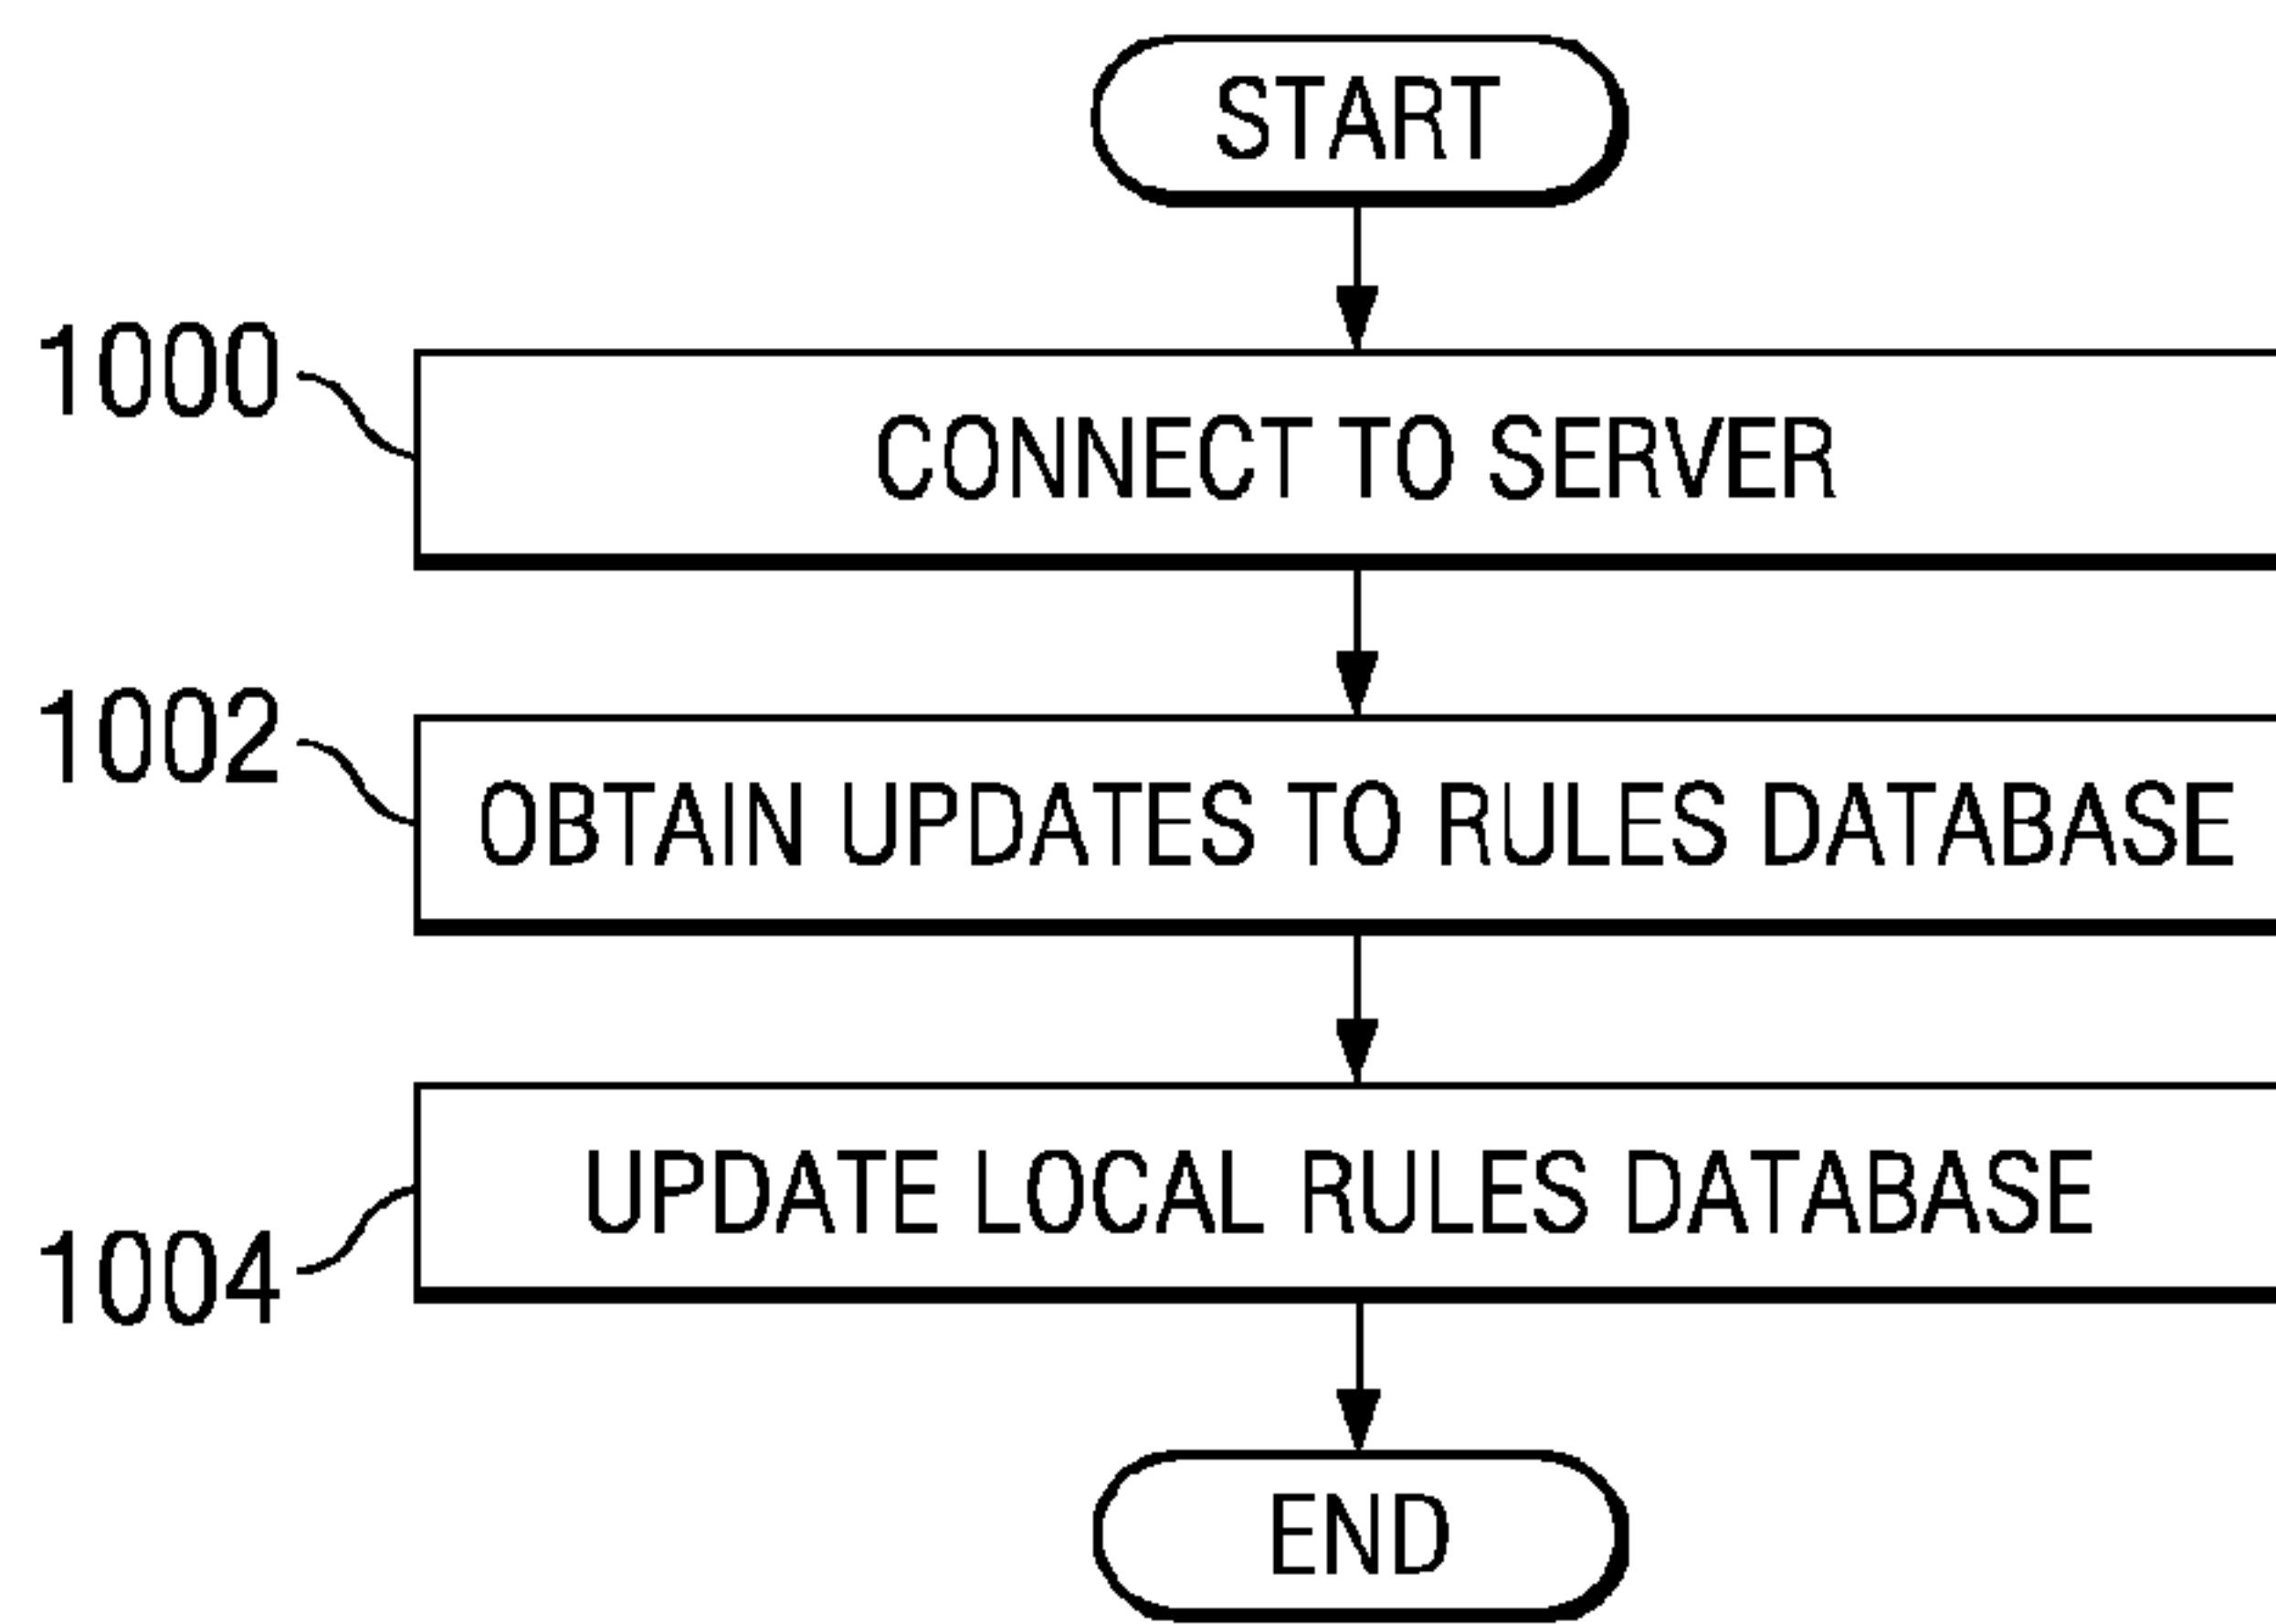 START
1000
CONNECT TO SERVER
1002
OBTAIN UPDATES TO RULES DATABASE
UPDATE LOCAL RULES DATABASE
1004
END